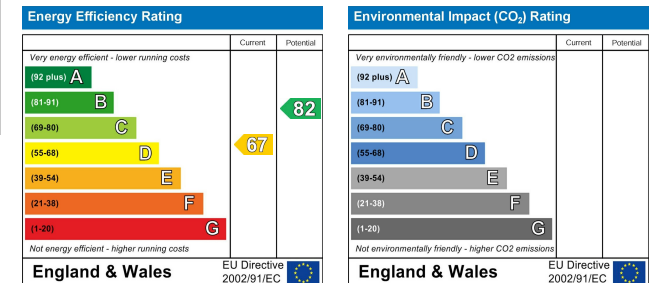 Energy Efficiency Rating
Current Potential
Very energy efficient - lower running costs
(92 plus) A
(81-91) B
(69-80) C
(55-68) D
(39-54) E
(21-38) F
(1-20) G
82
67
Not energy efficient - higher running costs
England & Wales
EU Directive
2002/91/EC
Environmental Impact (CO₂) Rating
Current Potential
Very environmentally friendly - lower CO2 emissions
(92 plus) A
(81-91) B
(69-80) C
(55-68) D
(39-54) E
(21-38) F
(1-20) G
Not environmentally friendly - higher CO2 emissions
England & Wales
EU Directive
2002/91/EC